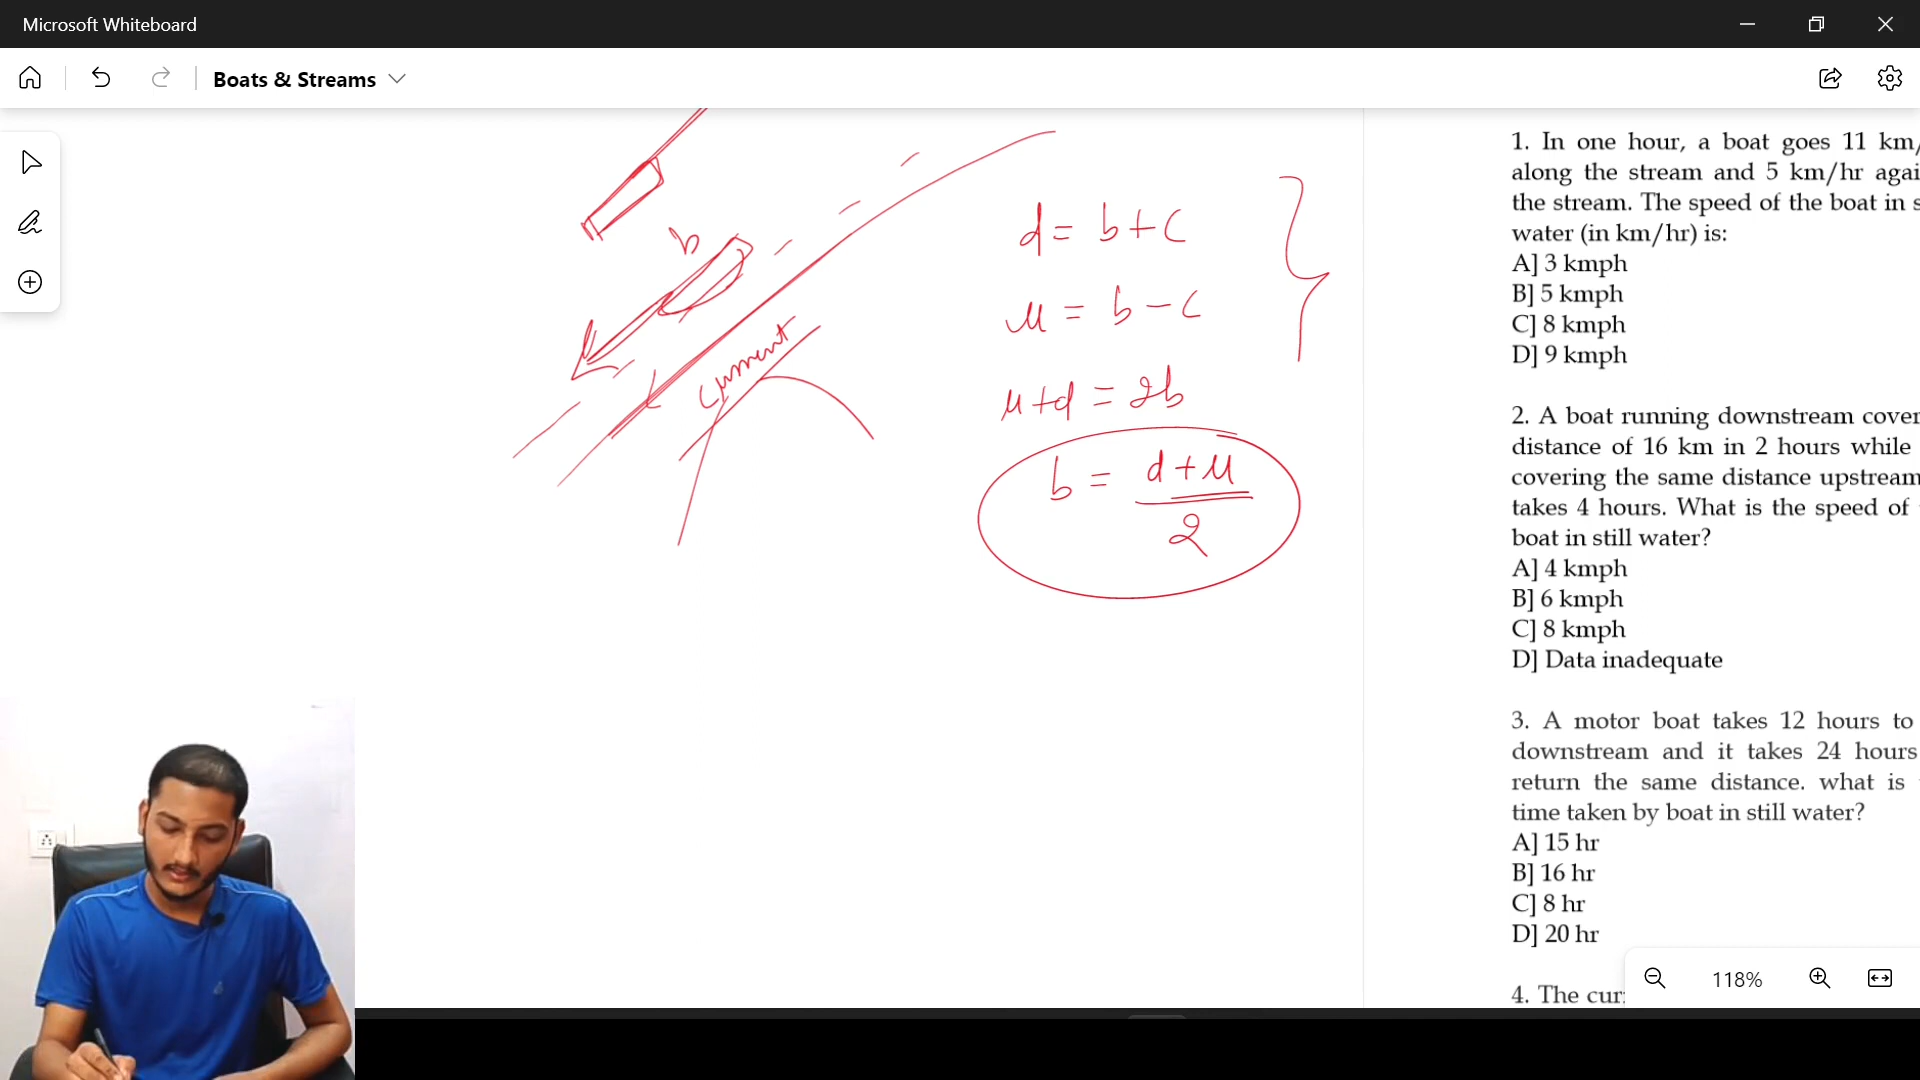 Microsoft Whiteboard
Boats & Streams
b
current
d = b + c
u = b - c
u + d = 2b
b = d + u
2
1. In one hour, a boat goes 11 km/
along the stream and 5 km/hr agai
the stream. The speed of the boat in s
water (in km/hr) is:
A] 3 kmph
B] 5 kmph
C] 8 kmph
D] 9 kmph
2. A boat running downstream cover
distance of 16 km in 2 hours while
covering the same distance upstream
takes 4 hours. What is the speed of
boat in still water?
A] 4 kmph
B] 6 kmph
C] 8 kmph
D] Data inadequate
3. A motor boat takes 12 hours to
downstream and it takes 24 hours
return the same distance. what is
time taken by boat in still water?
A] 15 hr
B] 16 hr
C] 8 hr
D] 20 hr
4. The cur
118%